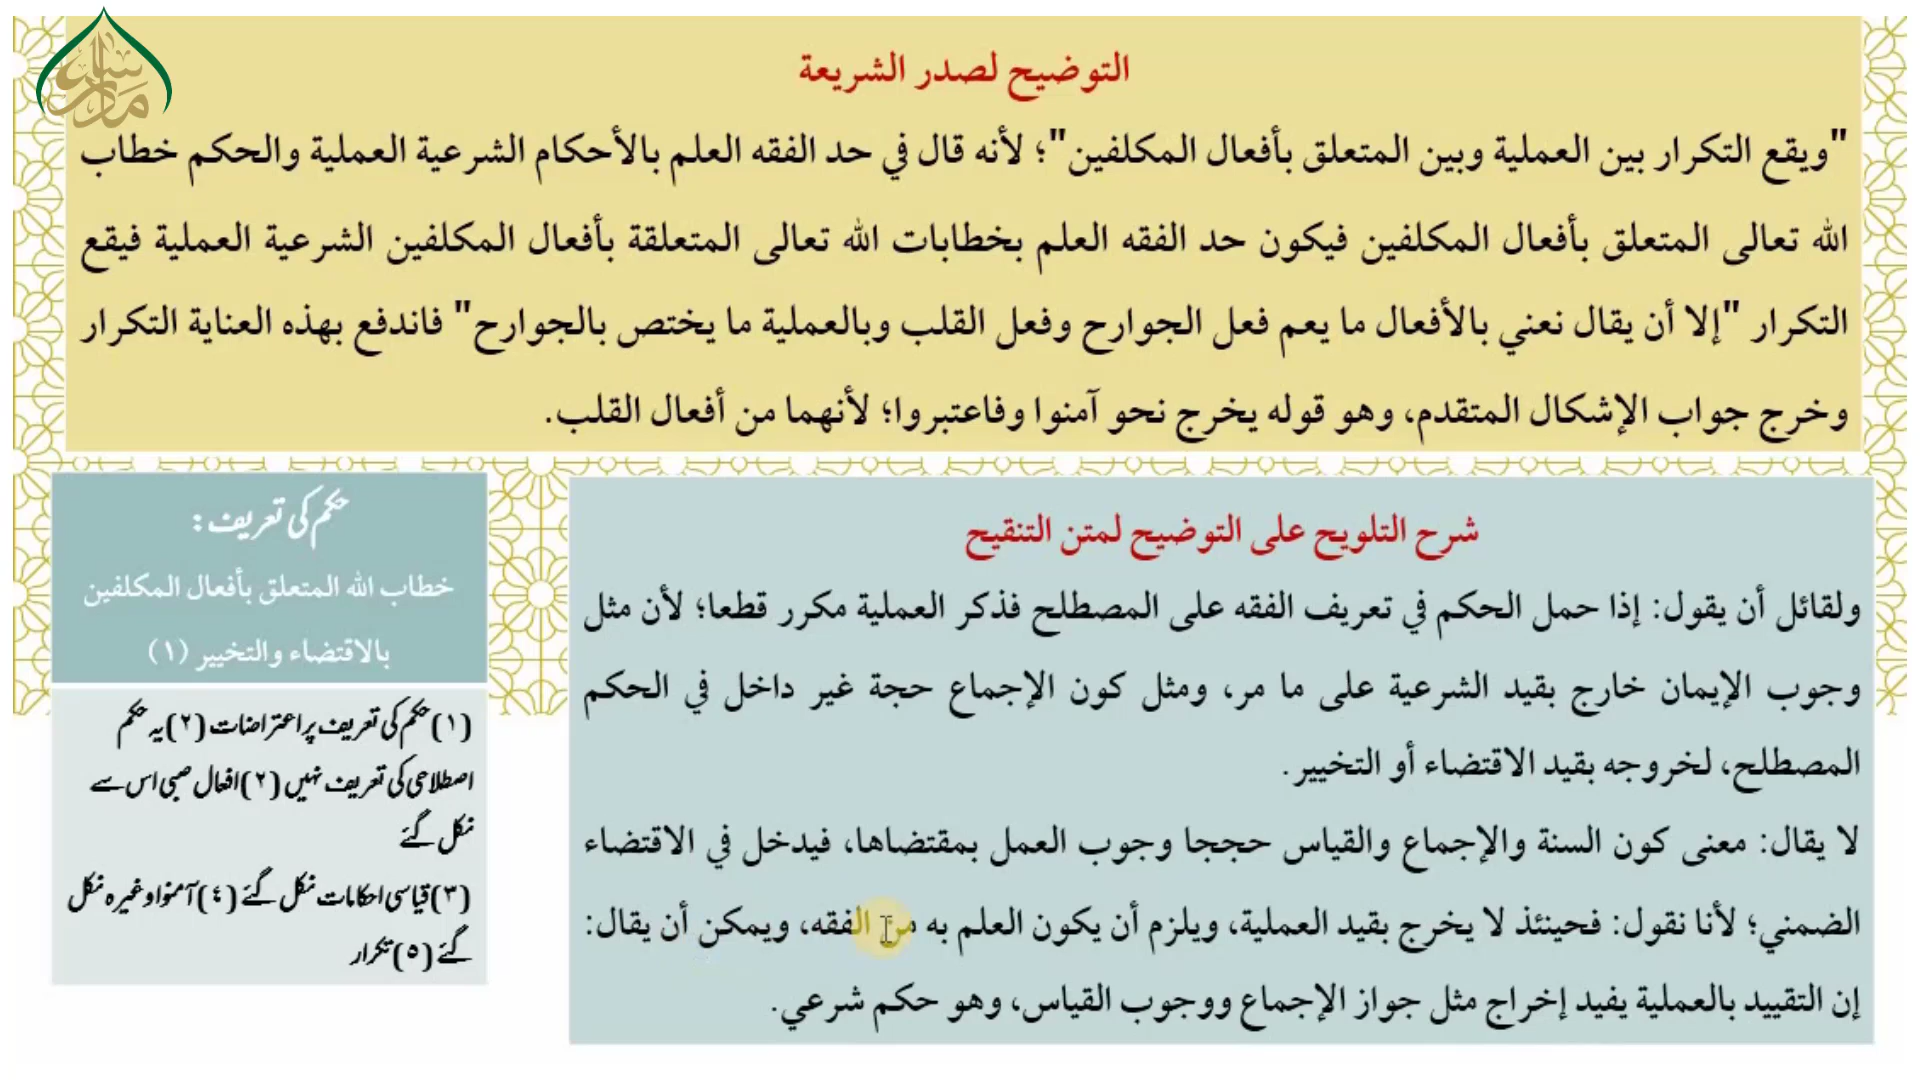 مدارس
التوضيح لصدر الشريعة
"ويقع التكرار بين العملية وبين المتعلق بأفعال المكلفين"؛ لأنه قال في حد الفقه العلم بالأحكام الشرعية العملية والحكم خطاب
الله تعالى المتعلق بأفعال المكلفين فيكون حد الفقه العلم بخطابات الله تعالى المتعلقة بأفعال المكلفين الشرعية العملية فيقع
التكرار "إلا أن يقال نعني بالأفعال ما يعم فعل الجوارح وفعل القلب وبالعملية ما يختص بالجوارح" فاندفع بهذه العناية التكرار
وخرج جواب الإشكال المتقدم، وهو قوله يخرج نحو آمنوا وفاعتبروا؛ لأنهما من أفعال القلب.
شرح التلويح على التوضيح لمتن التنقيح
ولقائل أن يقول: إذا حمل الحكم في تعريف الفقه على المصطلح فذكر العملية مكرر قطعا؛ لأن مثل
وجوب الإيمان خارج بقيد الشرعية على ما مر، ومثل كون الإجماع حجة غير داخل في الحكم
المصطلح، لخروجه بقيد الاقتضاء أو التخيير.
لا يقال: معنى كون السنة والإجماع والقياس حججا وجوب العمل بمقتضاها، فيدخل في الاقتضاء
الضمني؛ لأنا نقول: فحينئذ لا يخرج بقيد العملية، ويلزم أن يكون العلم به من الفقه، ويمكن أن يقال:
إن التقييد بالعملية يفيد إخراج مثل جواز الإجماع ووجوب القياس، وهو حكم شرعي.
حکم کی تعریف:
خطاب الله المتعلق بأفعال المكلفين
بالاقتضاء والتخيير (١)
(١) حکم کی تعریف پر اعتراضات (٢) یہ حکم
اصطلاحی کی تعریف نہیں (٢) افعال صبی اس سے
نکل گئے
(٣) قیاسی احکامات نکل گئے (٤) آمنوا وغیرہ نکل
گئے (٥) تکرار